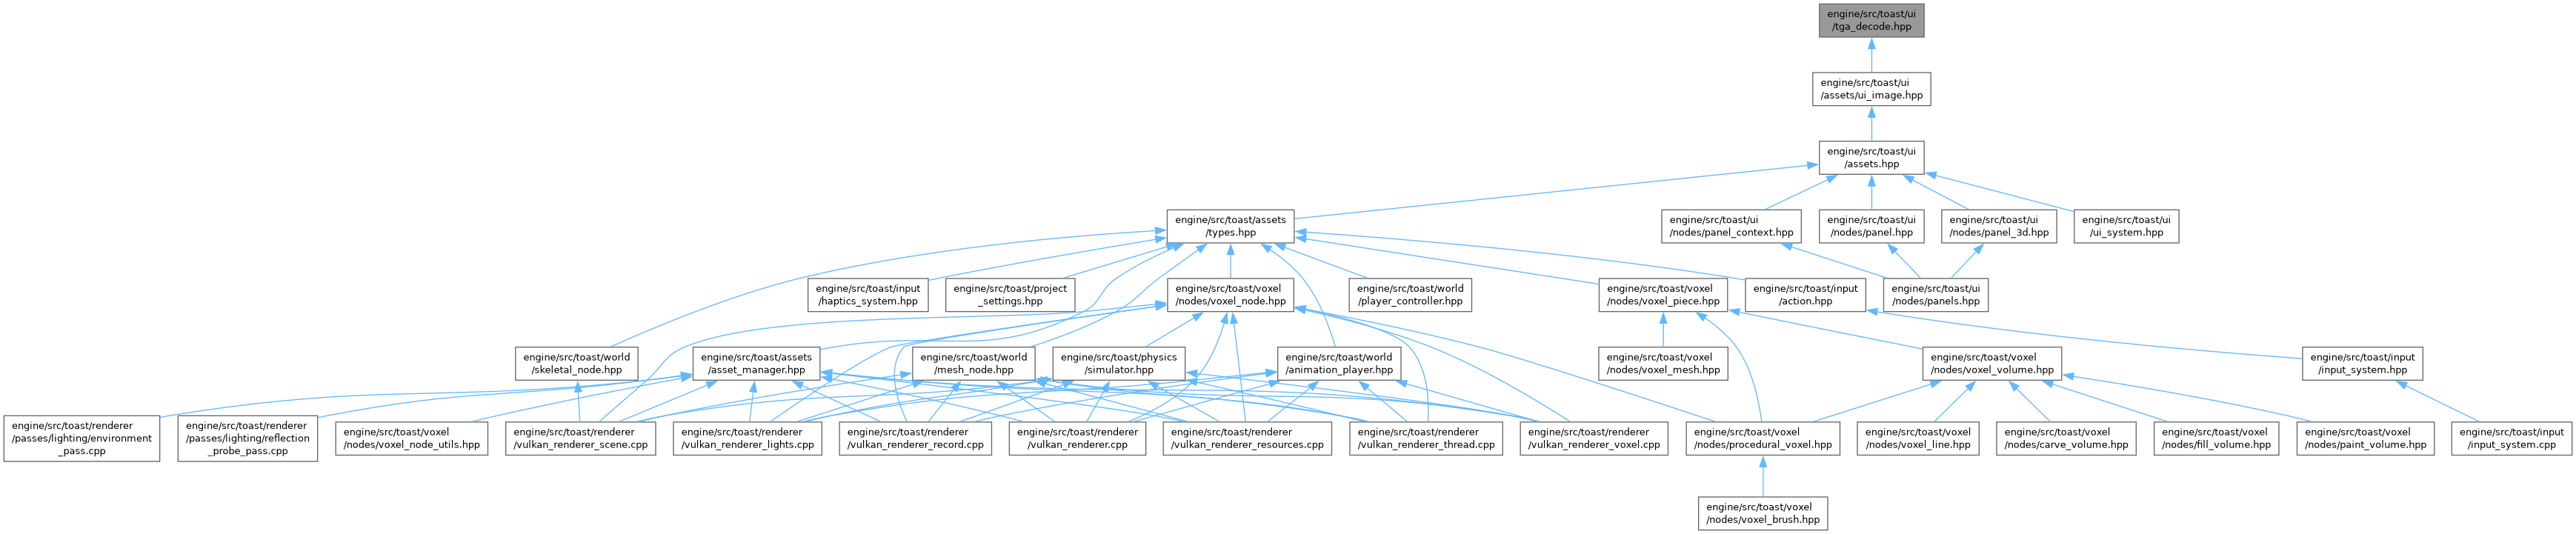 engine/src/toast/ui
/tga_decode.hpp
engine/src/toast/ui
/assets/ui_image.hpp
engine/src/toast/ui
/assets.hpp
engine/src/toast/assets
/types.hpp
engine/src/toast/ui
/nodes/panel_context.hpp
engine/src/toast/ui
/nodes/panel.hpp
engine/src/toast/ui
/nodes/panel_3d.hpp
engine/src/toast/ui
/ui_system.hpp
engine/src/toast/input
/haptics_system.hpp
engine/src/toast/project
_settings.hpp
engine/src/toast/voxel
/nodes/voxel_node.hpp
engine/src/toast/world
/player_controller.hpp
engine/src/toast/voxel
/nodes/voxel_piece.hpp
engine/src/toast/input
/action.hpp
engine/src/toast/ui
/nodes/panels.hpp
engine/src/toast/world
/skeletal_node.hpp
engine/src/toast/assets
/asset_manager.hpp
engine/src/toast/world
/mesh_node.hpp
engine/src/toast/physics
/simulator.hpp
engine/src/toast/world
/animation_player.hpp
engine/src/toast/voxel
/nodes/voxel_mesh.hpp
engine/src/toast/voxel
/nodes/voxel_volume.hpp
engine/src/toast/input
/input_system.hpp
engine/src/toast/renderer
/passes/lighting/environment
_pass.cpp
engine/src/toast/renderer
/passes/lighting/reflection
_probe_pass.cpp
engine/src/toast/voxel
/nodes/voxel_node_utils.hpp
engine/src/toast/renderer
/vulkan_renderer_scene.cpp
engine/src/toast/renderer
/vulkan_renderer_lights.cpp
engine/src/toast/renderer
/vulkan_renderer_record.cpp
engine/src/toast/renderer
/vulkan_renderer.cpp
engine/src/toast/renderer
/vulkan_renderer_resources.cpp
engine/src/toast/renderer
/vulkan_renderer_thread.cpp
engine/src/toast/renderer
/vulkan_renderer_voxel.cpp
engine/src/toast/voxel
/nodes/procedural_voxel.hpp
engine/src/toast/voxel
/nodes/voxel_line.hpp
engine/src/toast/voxel
/nodes/carve_volume.hpp
engine/src/toast/voxel
/nodes/fill_volume.hpp
engine/src/toast/voxel
/nodes/paint_volume.hpp
engine/src/toast/input
/input_system.cpp
engine/src/toast/voxel
/nodes/voxel_brush.hpp